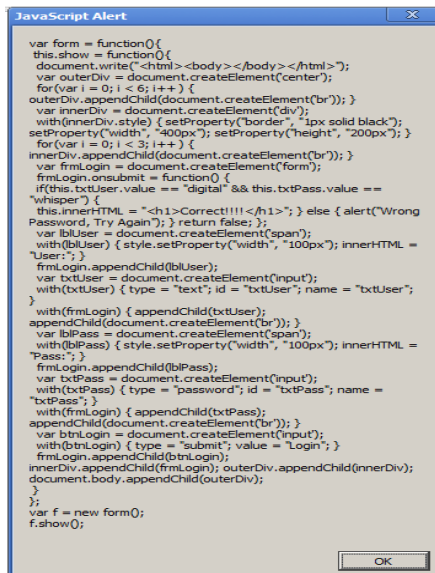 JavaScript Alert
var form = function(){
this.show = function(){
document.write("<html><body></body></html>");
var outerDiv = document.createElement('center');
for(var i = 0; i < 6; i++ ) {
outerDiv.appendChild(document.createElement('br')); }
var innerDiv = document.createElement('div');
with(innerDiv.style) { setProperty("border", "1px solid black");
setProperty("width", "400px"); setProperty("height", "200px"); }
for(var i = 0; i < 3; i++ ) {
innerDiv.appendChild(document.createElement('br')); }
var frmLogin = document.createElement('form');
frmLogin.onsubmit = function() {
if(this.txtUser.value == "digital" && this.txtPass.value ==
"whisper") {
this.innerHTML = "<h1>Correct!!!!</h1>"; } else { alert("Wrong
Password, Try Again"); } return false; };
var lblUser = document.createElement('span');
with(lblUser) { style.setProperty("width", "100px"); innerHTML =
"User:"; }
frmLogin.appendChild(lblUser);
var txtUser = document.createElement('input');
with(txtUser) { type = "text"; id = "txtUser"; name = "txtUser";
}
with(frmLogin) { appendChild(txtUser);
appendChild(document.createElement('br')); }
var lblPass = document.createElement('span');
with(lblPass) { style.setProperty("width", "100px"); innerHTML =
"Pass:"; }
frmLogin.appendChild(lblPass);
var txtPass = document.createElement('input');
with(txtPass) { type = "password"; id = "txtPass"; name =
"txtPass"; }
with(frmLogin) { appendChild(txtPass);
appendChild(document.createElement('br')); }
var btnLogin = document.createElement('input');
with(btnLogin) { type = "submit"; value = "Login"; }
frmLogin.appendChild(btnLogin);
innerDiv.appendChild(frmLogin); outerDiv.appendChild(innerDiv);
document.body.appendChild(outerDiv);
}
};
var f = new form();
f.show();
OK